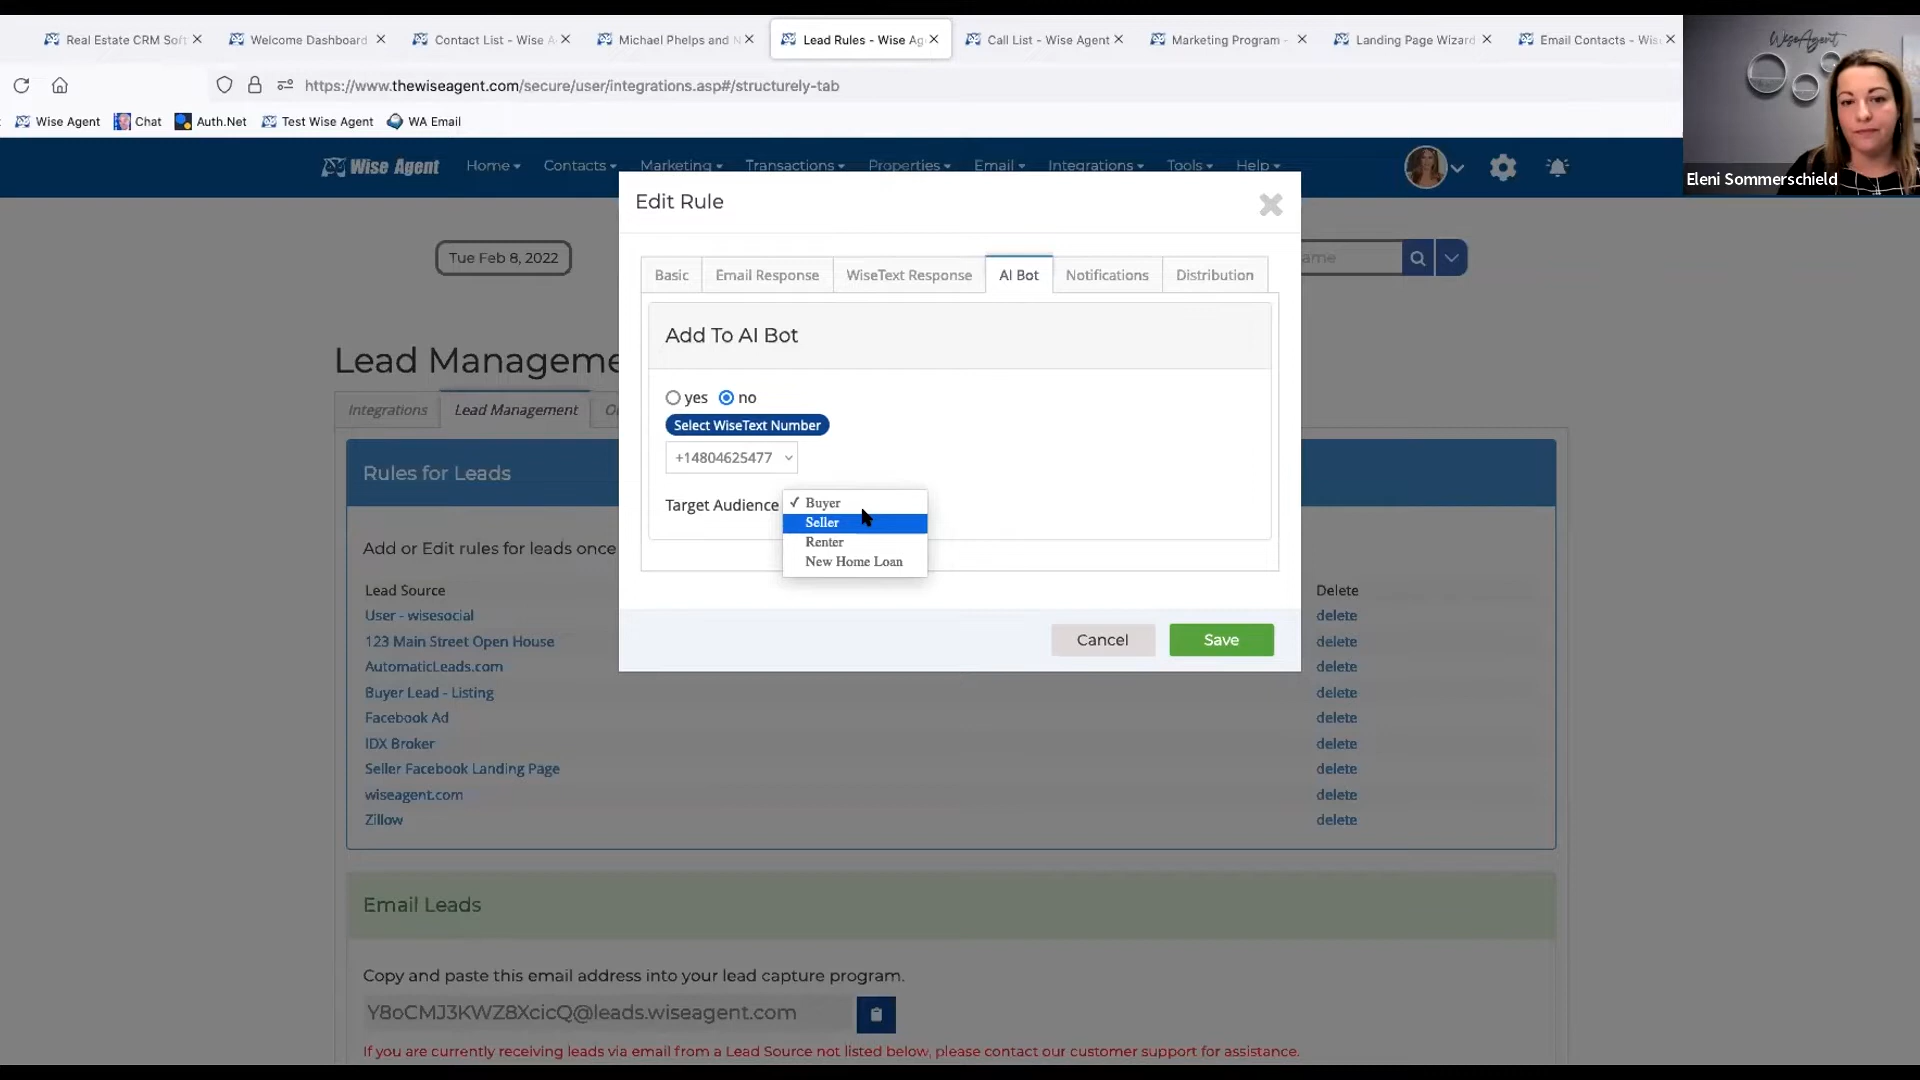 Real Estate CRM Sof
Welcome Dashboard
Contact List - Wise A
Michael Phelps and N
Lead Rules - Wise Ag
Call List - Wise Agent
Marketing Program -
Landing Page Wizard
Email Contacts - Wis
WiseAgent
https://www.thewiseagent.com/secure/user/integrations.asp#/structurely-tab
Wise Agent
Chat
Auth.Net
Test Wise Agent
WA Email
Eleni Sommerschield
Wise Agent
Home
Contacts
Marketing
Transactions
Properties
Email
Integrations
Tools
Help
Edit Rule
Tue Feb 8, 2022
ame
Basic
Email Response
WiseText Response
AI Bot
Notifications
Distribution
Add To AI Bot
Lead Manageme
yes
no
Integrations
Lead Management
Select WiseText Number
+14804625477
Rules for Leads
Target Audience
Buyer
Seller
Renter
New Home Loan
Add or Edit rules for leads once
Lead Source
Delete
User - wisesocial
delete
123 Main Street Open House
delete
Cancel
Save
AutomaticLeads.com
delete
Buyer Lead - Listing
delete
Facebook Ad
delete
IDX Broker
delete
Seller Facebook Landing Page
delete
wiseagent.com
delete
Zillow
delete
Email Leads
Copy and paste this email address into your lead capture program.
Y8oCMJ3KWZ8XcicQ@leads.wiseagent.com
If you are currently receiving leads via email from a Lead Source not listed below, please contact our customer support for assistance.